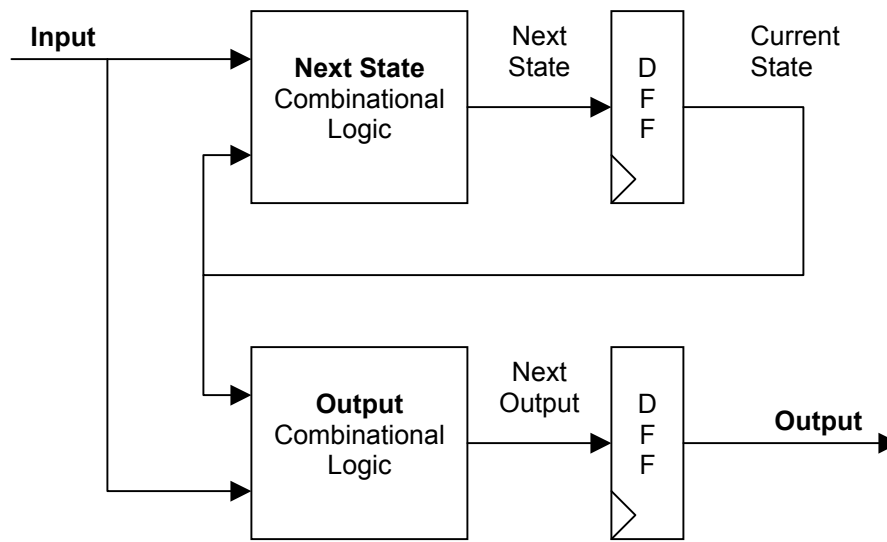 Input
Next State
Combinational
Logic
Next
State
D
F
F
Current
State
Output
Combinational
Logic
Next
Output
D
F
F
Output